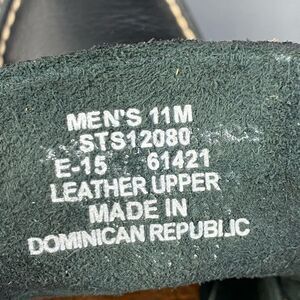 MEN'S 11M
STS12080
E-15 61421
LEATHER UPPER
MADE IN
DOMINICAN REPUBLIC